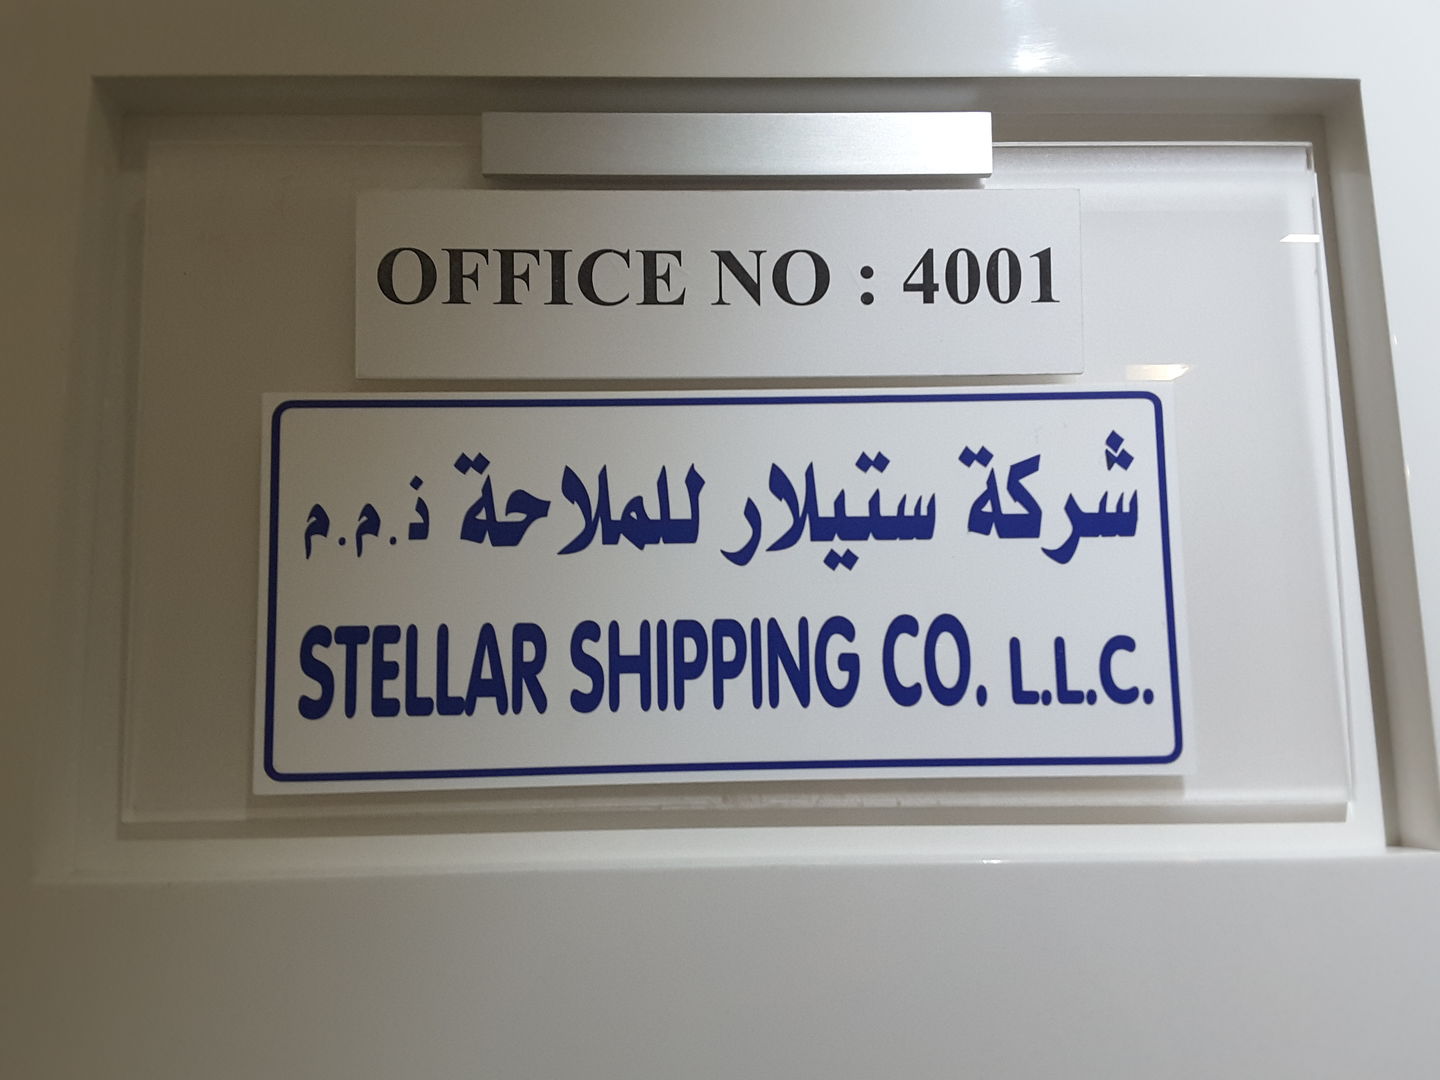 OFFICE NO : 4001
شركة ستيلار للملاحة ذ.م.م
STELLAR SHIPPING CO. L.L.C.